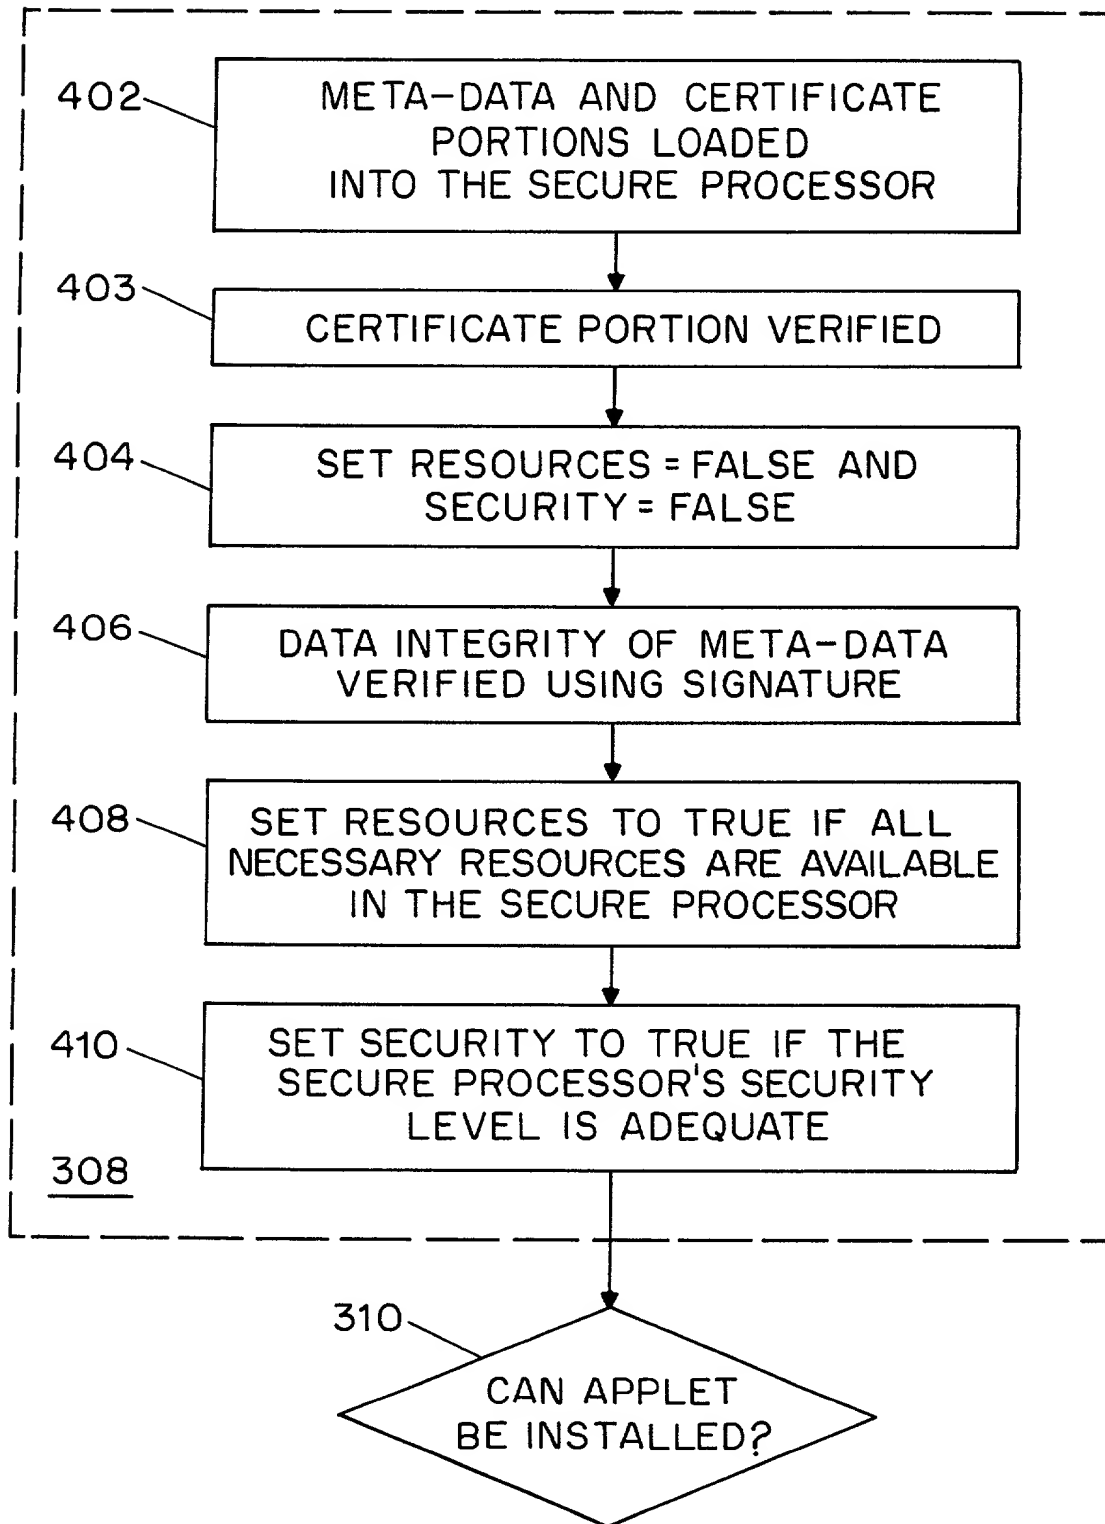 402
META-DATA AND CERTIFICATE
PORTIONS LOADED
INTO THE SECURE PROCESSOR
403
CERTIFICATE PORTION VERIFIED
404
SET RESOURCES = FALSE AND
SECURITY = FALSE
406
DATA INTEGRITY OF META-DATA
VERIFIED USING SIGNATURE
408
SET RESOURCES TO TRUE IF ALL
NECESSARY RESOURCES ARE AVAILABLE
IN THE SECURE PROCESSOR
410
SET SECURITY TO TRUE IF THE
SECURE PROCESSOR'S SECURITY
LEVEL IS ADEQUATE
308
310
CAN APPLET
BE INSTALLED?